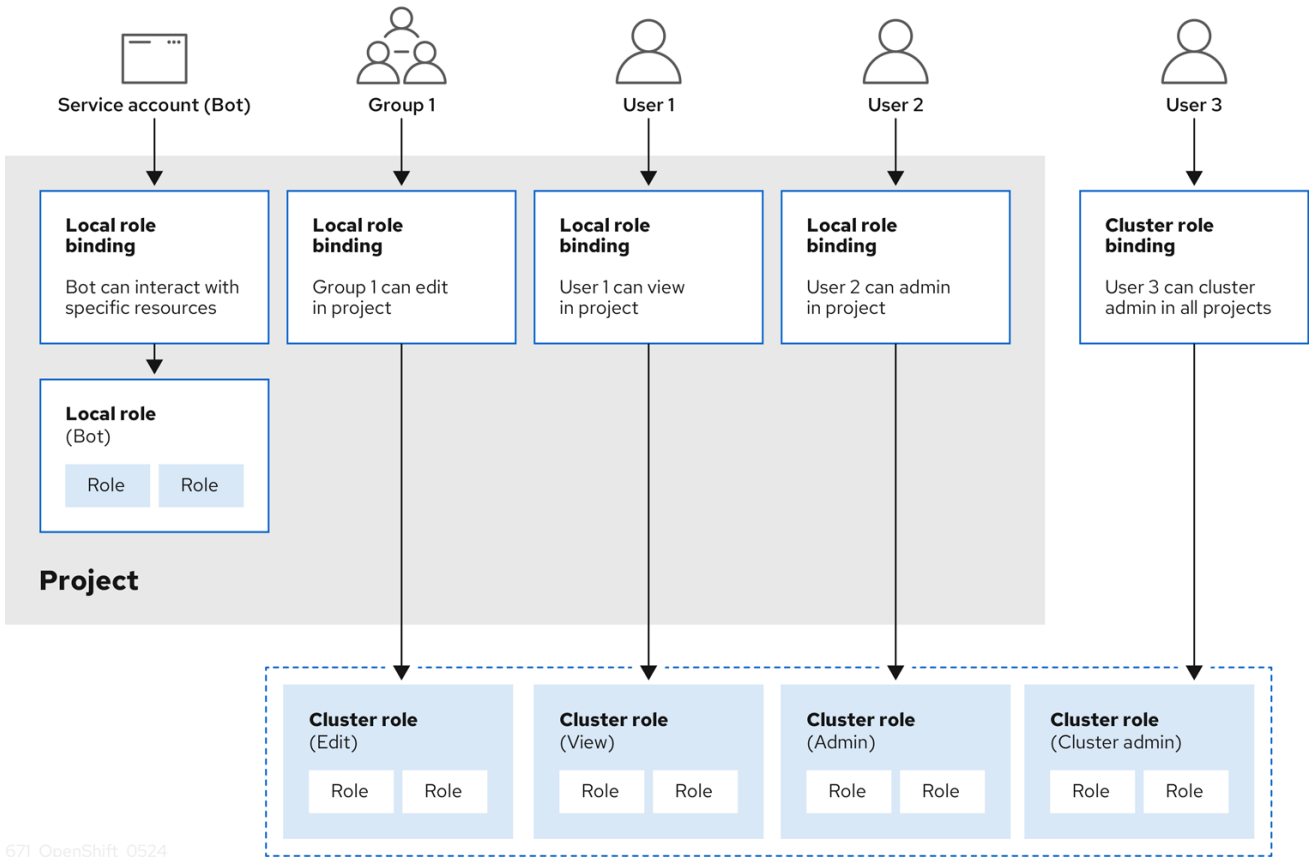 Service account (Bot)
Group 1
User 1
User 2
User 3
Local role
binding
Bot can interact with
specific resources
Local role
binding
Group 1 can edit
in project
Local role
binding
User 1 can view
in project
Local role
binding
User 2 can admin
in project
Cluster role
binding
User 3 can cluster
admin in all projects
Local role
(Bot)
Role
Role
Project
Cluster role
(Edit)
Role
Role
Cluster role
(View)
Role
Role
Cluster role
(Admin)
Role
Role
Cluster role
(Cluster admin)
Role
Role
671_OpenShift_0524